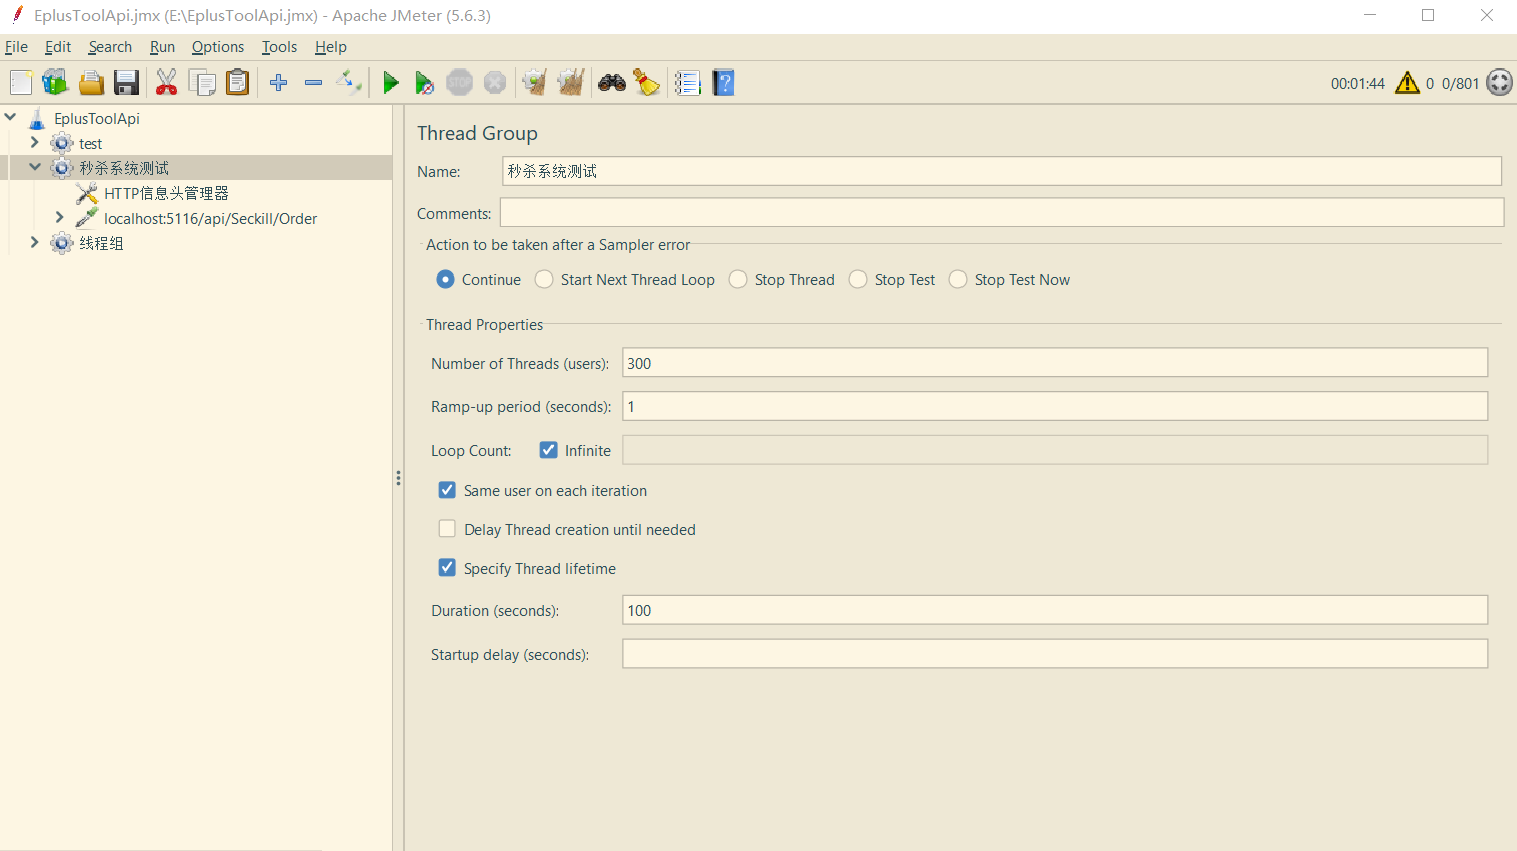 EplusToolApi.jmx (E:\EplusToolApi.jmx) - Apache JMeter (5.6.3)
File Edit Search Run Options Tools Help
STOP
00:01:44 0 0/801
EplusToolApi
test
秒杀系统测试
HTTP信息头管理器
localhost:5116/api/Seckill/Order
线程组
Thread Group
Name: 秒杀系统测试
Comments:
Action to be taken after a Sampler error
Continue Start Next Thread Loop Stop Thread Stop Test Stop Test Now
Thread Properties
Number of Threads (users): 300
Ramp-up period (seconds): 1
Loop Count: Infinite
Same user on each iteration
Delay Thread creation until needed
Specify Thread lifetime
Duration (seconds): 100
Startup delay (seconds):